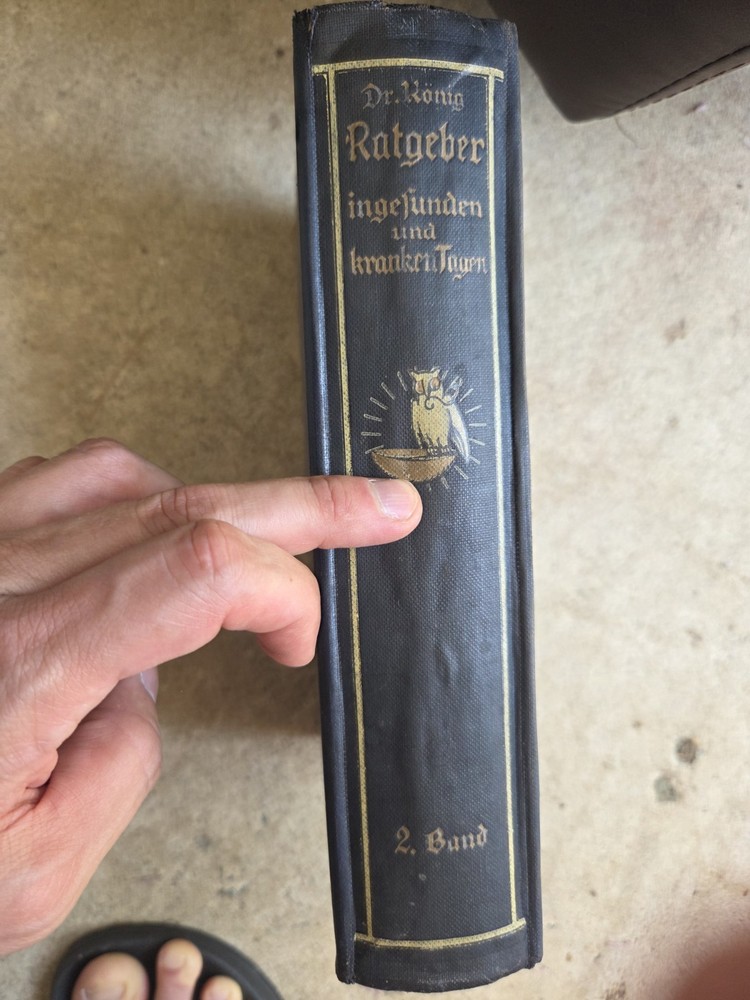 Dr. König
Ratgeber
in gesunden
und
kranken Tagen
2. Band